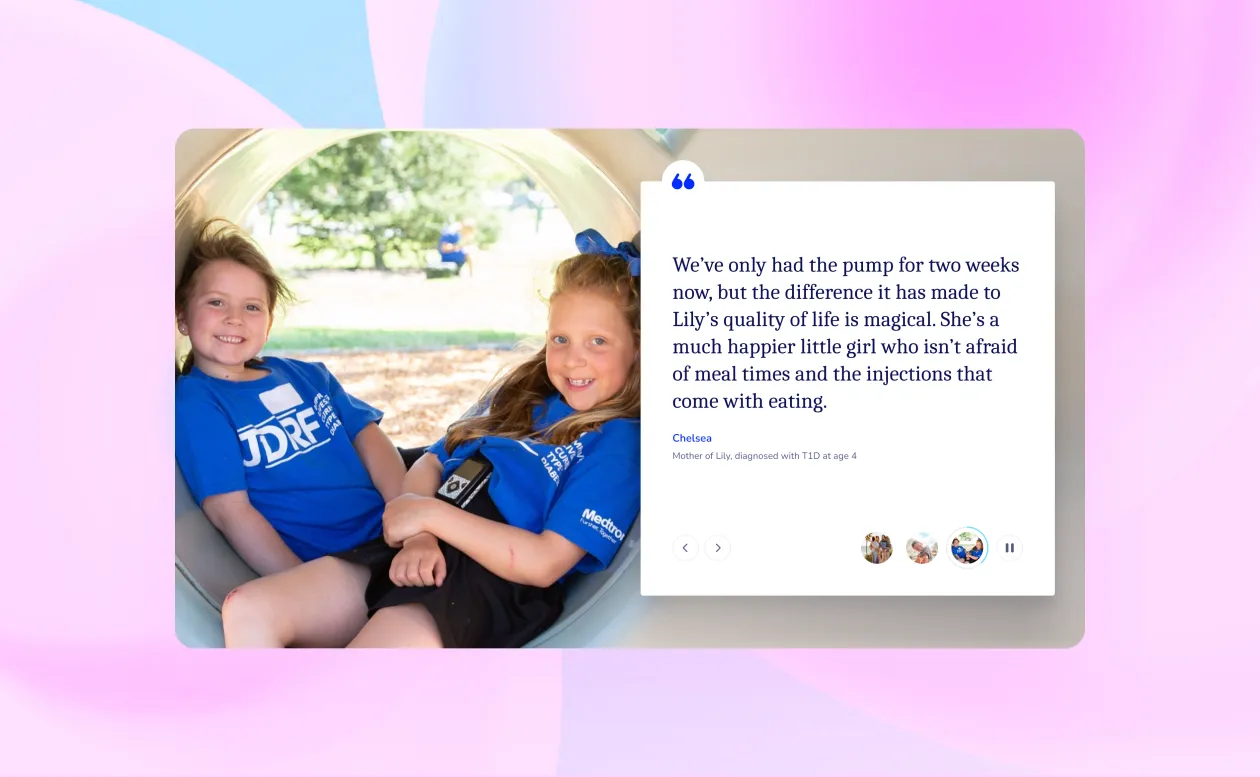 We’ve only had the pump for two weeks
now, but the difference it has made to
Lily’s quality of life is magical. She’s a
much happier little girl who isn’t afraid
of meal times and the injections that
come with eating.
Chelsea
Mother of Lily, diagnosed with T1D at age 4
JDRF